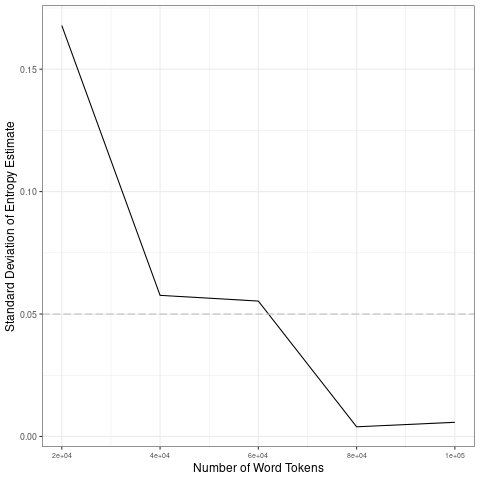 Standard Deviation of Entropy Estimate
0.15
0.10
0.05
0.00
2e+04 4e+04 6e+04 8e+04 1e+05
Number of Word Tokens